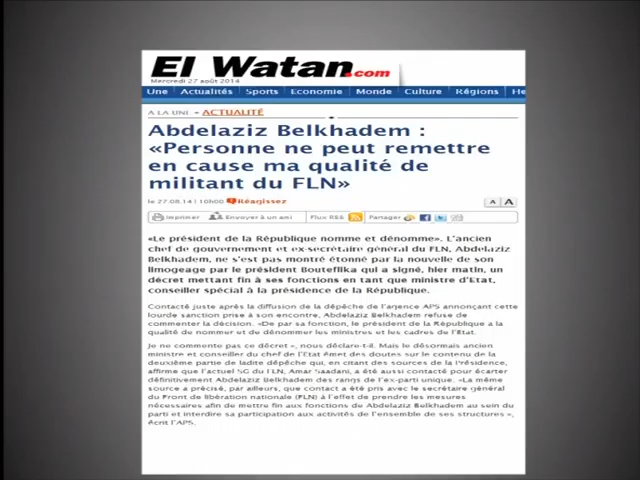 El Watan.com
Mercredi 27 août 2014
Une Actualités Sports Economie Monde Culture Régions He
A LA UNE - ACTUALITÉ
Abdelaziz Belkhadem :
«Personne ne peut remettre
en cause ma qualité de
militant du FLN»
le 27.08.14 | 10h00 Réagissez
A A
Imprimer Envoyer à un ami Flux RSS Partager
«Le président de la République nomme et dénomme». L'ancien
chef de gouvernement et ex-secrétaire général du FLN, Abdelaziz
Belkhadem, ne s'est pas montré étonné par la nouvelle de son
limogeage par le président Bouteflika qui a signé, hier matin, un
décret mettant fin à ses fonctions en tant que ministre d'Etat,
conseiller spécial à la présidence de la République.
Contacté juste après la diffusion de la dépêche de l'agence APS annonçant cette
lourde sanction prise à son encontre, Abdelaziz Belkhadem refuse de
commenter la décision. «De par sa fonction, le président de la République a la
qualité de nommer et de dénommer les ministres et les cadres de l'Etat.
Je ne commente pas ce décret», nous déclare-t-il. Mais le désormais ancien
ministre et conseiller du chef de l'Etat émet des doutes sur le contenu de la
deuxième partie de ladite dépêche qui, en citant des sources de la Présidence,
affirme que l'actuel SG du FLN, Amar Saadani, a été aussi contacté pour écarter
définitivement Abdelaziz Belkhadem des rangs de l'ex-parti unique. «La même
source a précisé, par ailleurs, que contact a été pris avec le secrétaire général
du Front de libération nationale (FLN) à l'effet de prendre les mesures
nécessaires afin de mettre fin aux fonctions de Abdelaziz Belkhadem au sein du
parti et interdire sa participation aux activités de l'ensemble de ses structures»,
écrit l'APS.